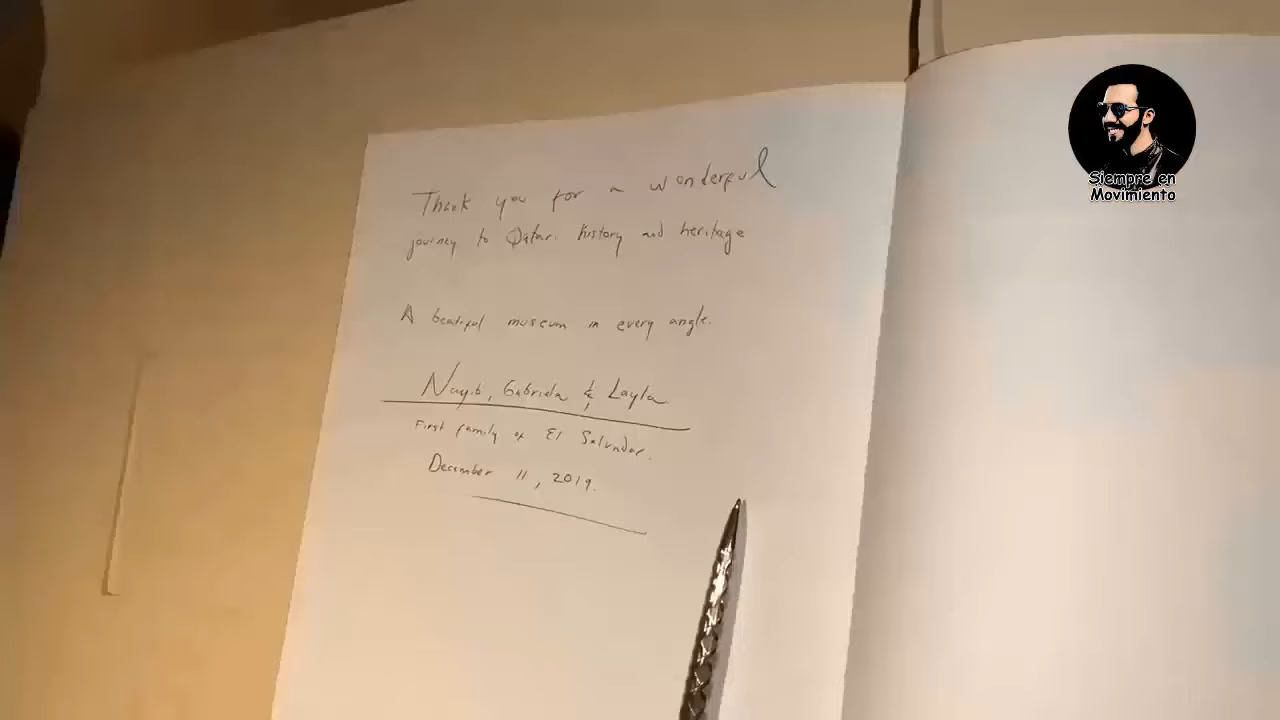 Thank you for a wonderful
journey to Qatar. history and heritage
A beatiful museum in every angle.
Nayib, Gabriela & Layla
First family of El Salvador.
December 11, 2019.
Siempre en
Movimiento